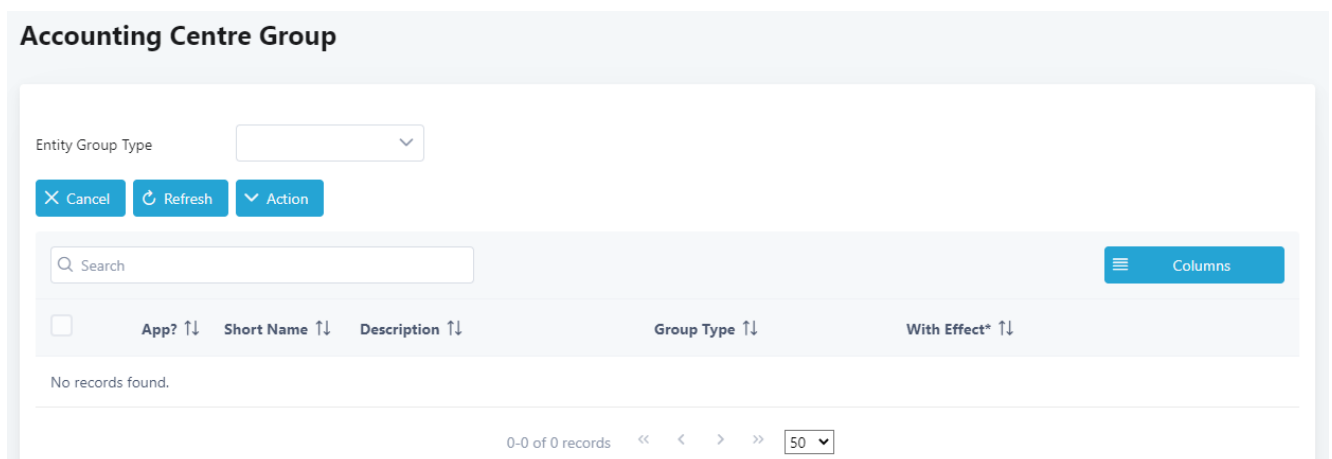 Accounting Centre Group
Entity Group Type
Cancel Refresh Action
Search Columns
App? Short Name Description Group Type With Effect*
No records found.
0-0 of 0 records 50